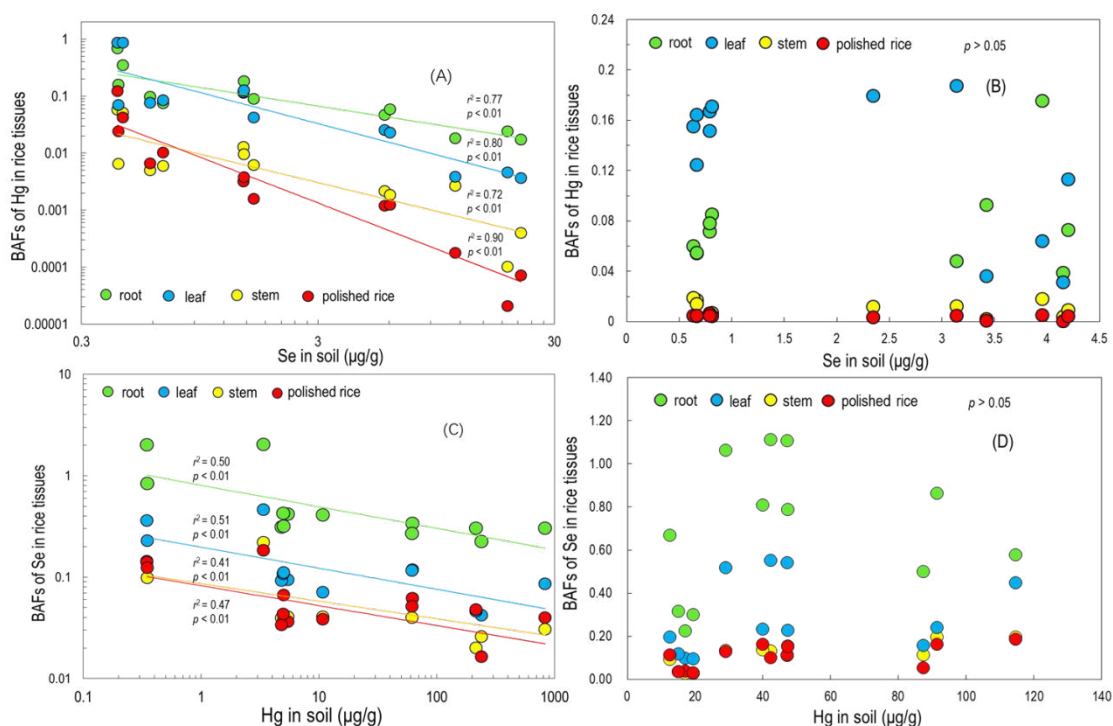 1
0.1
0.01
0.001
0.0001
0.00001
BAFs of Hg in rice tissues
(A)
r² = 0.77
p < 0.01
r² = 0.80
p < 0.01
r² = 0.72
p < 0.01
r² = 0.90
p < 0.01
root leaf stem polished rice
0.3 3 30
Se in soil (µg/g)
0.24
0.2
0.16
0.12
0.08
0.04
0
BAFs of Hg in rice tissues
root leaf stem polished rice
p > 0.05
(B)
0 0.5 1 1.5 2 2.5 3 3.5 4 4.5
Se in soil (µg/g)
10
1
0.1
0.01
BAFs of Se in rice tissues
root leaf stem polished rice
(C)
r² = 0.50
p < 0.01
r² = 0.51
p < 0.01
r² = 0.41
p < 0.01
r² = 0.47
p < 0.01
0.1 1 10 100 1000
Hg in soil (µg/g)
1.40
1.20
1.00
0.80
0.60
0.40
0.20
0.00
BAFs of Se in rice tissues
root leaf stem polished rice
p > 0.05
(D)
0 20 40 60 80 100 120 140
Hg in soil (µg/g)